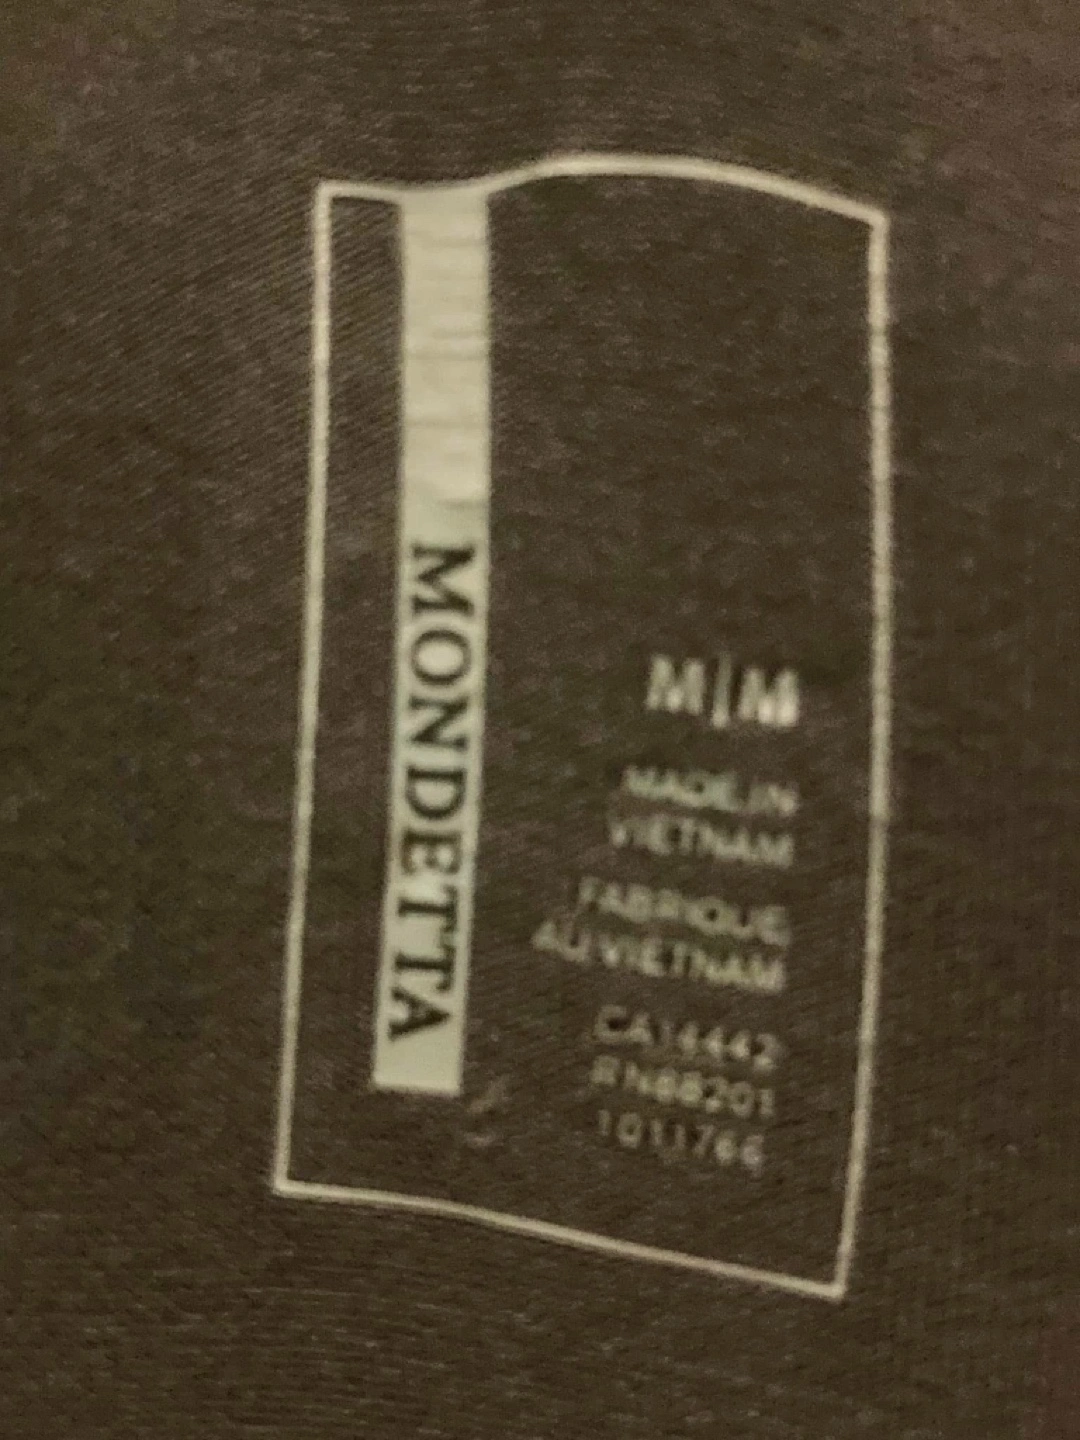 MONDETTA
M|M
MADE IN
VIETNAM
FABRIQUE
AU VIETNAM
CA14442
RN88201
1011766